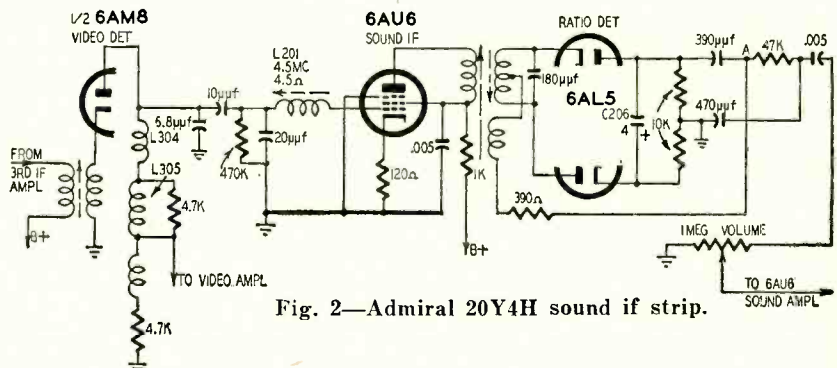 1/2 6AM8
VIDEO DET
6AU6
SOUND IF
RATIO DET
6AL5
L201
4.5MC
4.5Ω
10μμf
6.8μμf
L304
L305
470K
20μμf
120Ω
.005
1K
180μμf
390Ω
C206
4 +
10K
390μμf
A
47K
.005
470μμf
FROM
3RD IF
AMPL
B+
4.7K
TO VIDEO AMPL
4.7K
B+
1 MEG VOLUME
TO 6AU6
SOUND AMPL
Fig. 2—Admiral 20Y4H sound if strip.